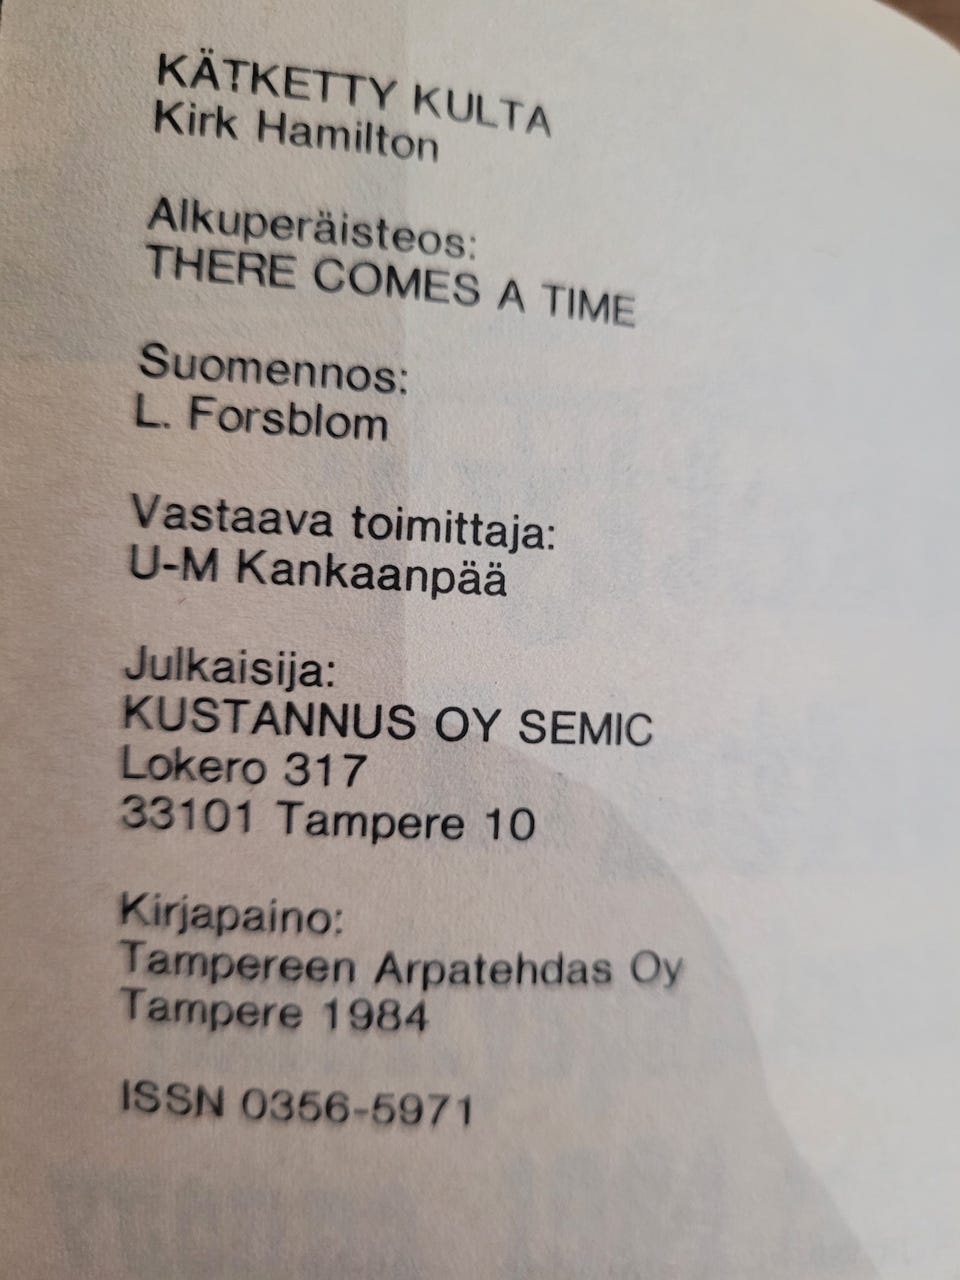 KÄTKETTY KULTA
Kirk Hamilton
Alkuperäisteos:
THERE COMES A TIME
Suomennos:
L. Forsblom
Vastaava toimittaja:
U-M Kankaanpää
Julkaisija:
KUSTANNUS OY SEMIC
Lokero 317
33101 Tampere 10
Kirjapaino:
Tampereen Arpatehdas Oy
Tampere 1984
ISSN 0356-5971